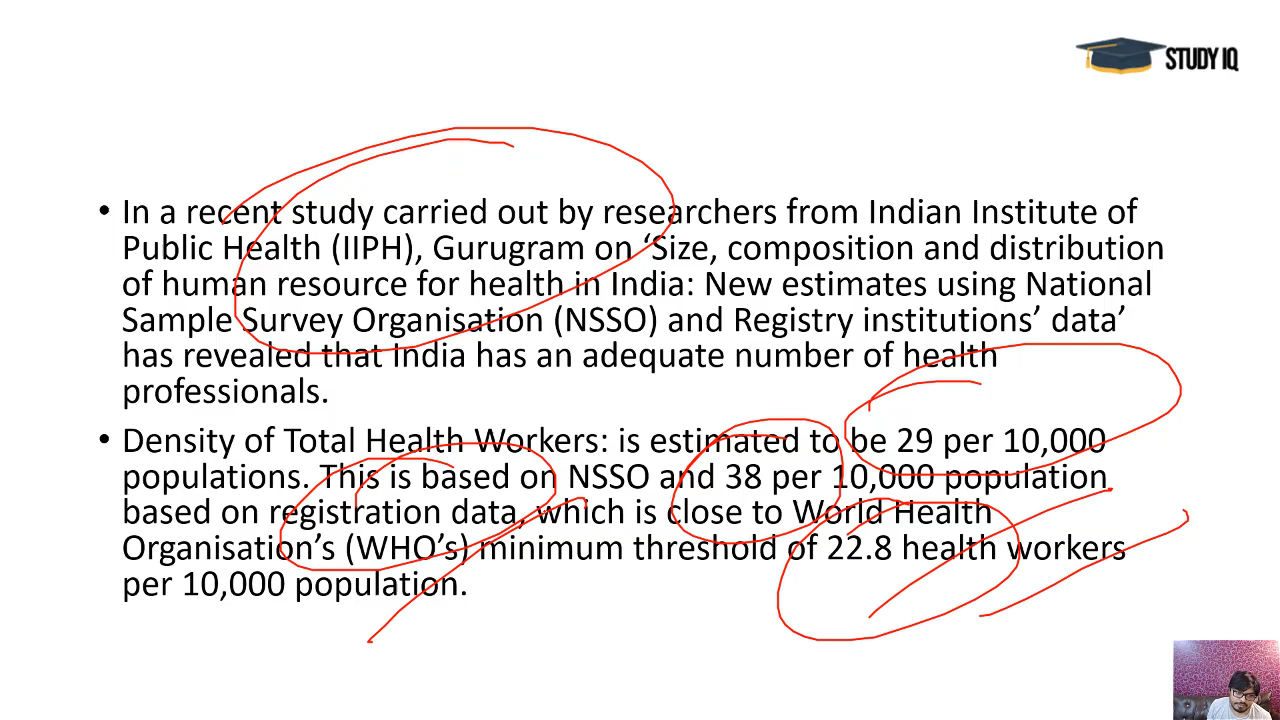 STUDY IQ
• In a recent study carried out by researchers from Indian Institute of
Public Health (IIPH), Gurugram on ‘Size, composition and distribution
of human resource for health in India: New estimates using National
Sample Survey Organisation (NSSO) and Registry institutions’ data’
has revealed that India has an adequate number of health
professionals.
• Density of Total Health Workers: is estimated to be 29 per 10,000
populations. This is based on NSSO and 38 per 10,000 population
based on registration data, which is close to World Health
Organisation’s (WHO’s) minimum threshold of 22.8 health workers
per 10,000 population.